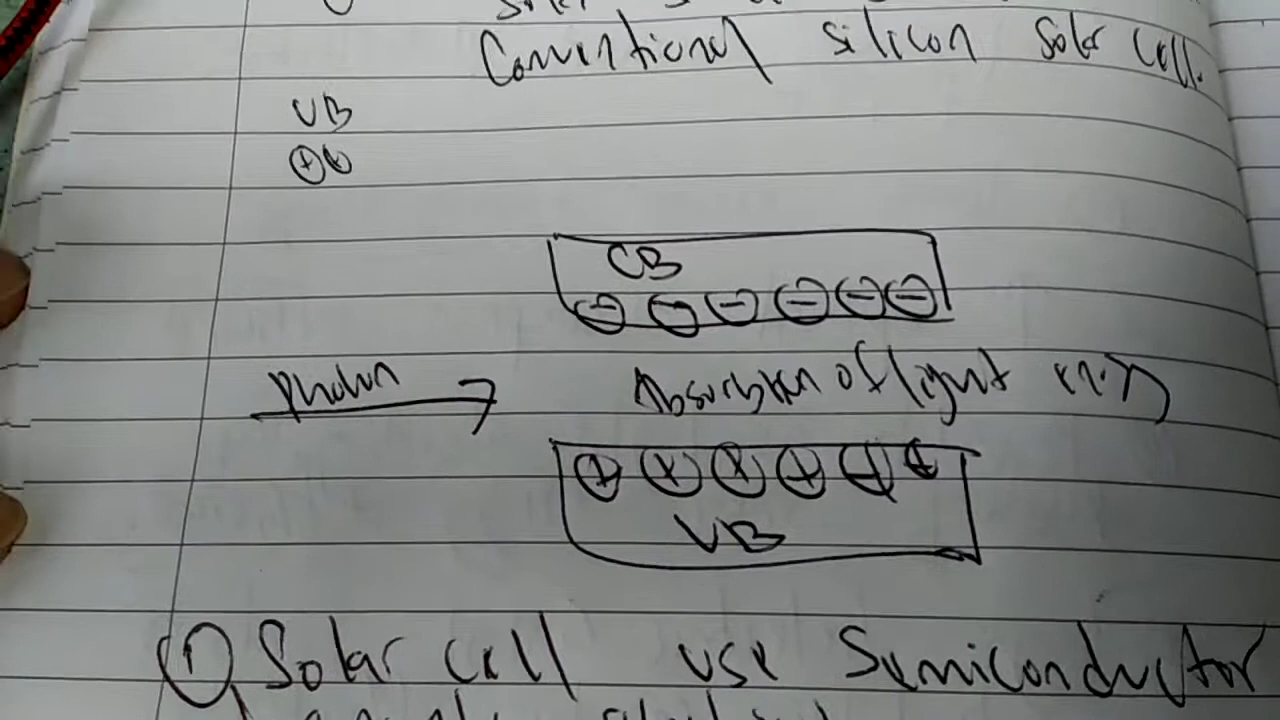 Conventional silicon solar cell.
VB
CB
Photon
Absorption of light
VB
① Solar cell use Semiconductor